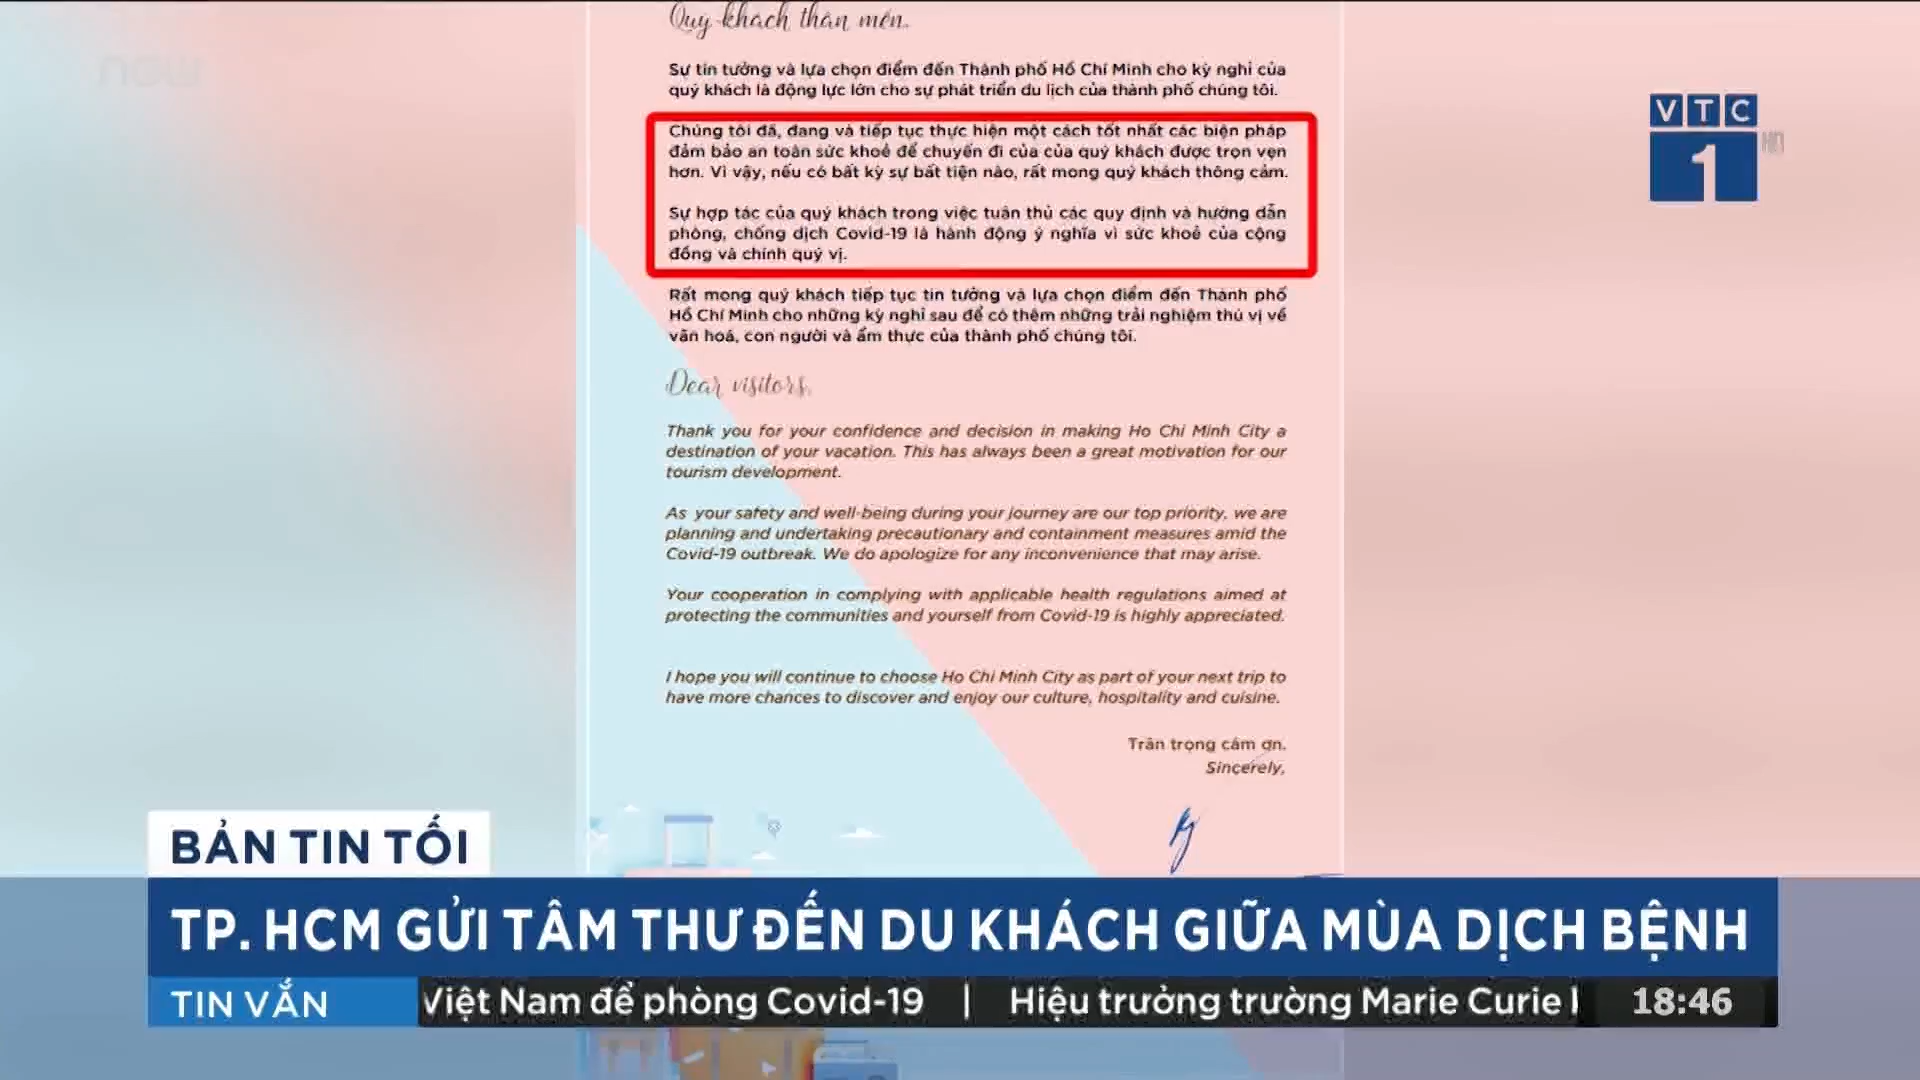 now
Quý khách thân mến,
Sự tin tưởng và lựa chọn điểm đến Thành phố Hồ Chí Minh cho kỳ nghỉ của
quý khách là động lực lớn cho sự phát triển du lịch của thành phố chúng tôi.
Chúng tôi đã, đang và tiếp tục thực hiện một cách tốt nhất các biện pháp
đảm bảo an toàn sức khoẻ để chuyến đi của của quý khách được trọn vẹn
hơn. Vì vậy, nếu có bất kỳ sự bất tiện nào, rất mong quý khách thông cảm.
Sự hợp tác của quý khách trong việc tuân thủ các quy định và hướng dẫn
phòng, chống dịch Covid-19 là hành động ý nghĩa vì sức khoẻ của cộng
đồng và chính quý vị.
Rất mong quý khách tiếp tục tin tưởng và lựa chọn điểm đến Thành phố
Hồ Chí Minh cho những kỳ nghỉ sau để có thêm những trải nghiệm thú vị về
văn hoá, con người và ẩm thực của thành phố chúng tôi.
Dear visitors,
Thank you for your confidence and decision in making Ho Chi Minh City a
destination of your vacation. This has always been a great motivation for our
tourism development.
As your safety and well-being during your journey are our top priority, we are
planning and undertaking precautionary and containment measures amid the
Covid-19 outbreak. We do apologize for any inconvenience that may arise.
Your cooperation in complying with applicable health regulations aimed at
protecting the communities and yourself from Covid-19 is highly appreciated.
I hope you will continue to choose Ho Chi Minh City as part of your next trip to
have more chances to discover and enjoy our culture, hospitality and cuisine.
Trân trọng cảm ơn.
Sincerely,
VTC
1 HD
BẢN TIN TỐI
TP. HCM GỬI TÂM THƯ ĐẾN DU KHÁCH GIỮA MÙA DỊCH BỆNH
TIN VẮN
Việt Nam để phòng Covid-19 | Hiệu trưởng trường Marie Curie
18:46